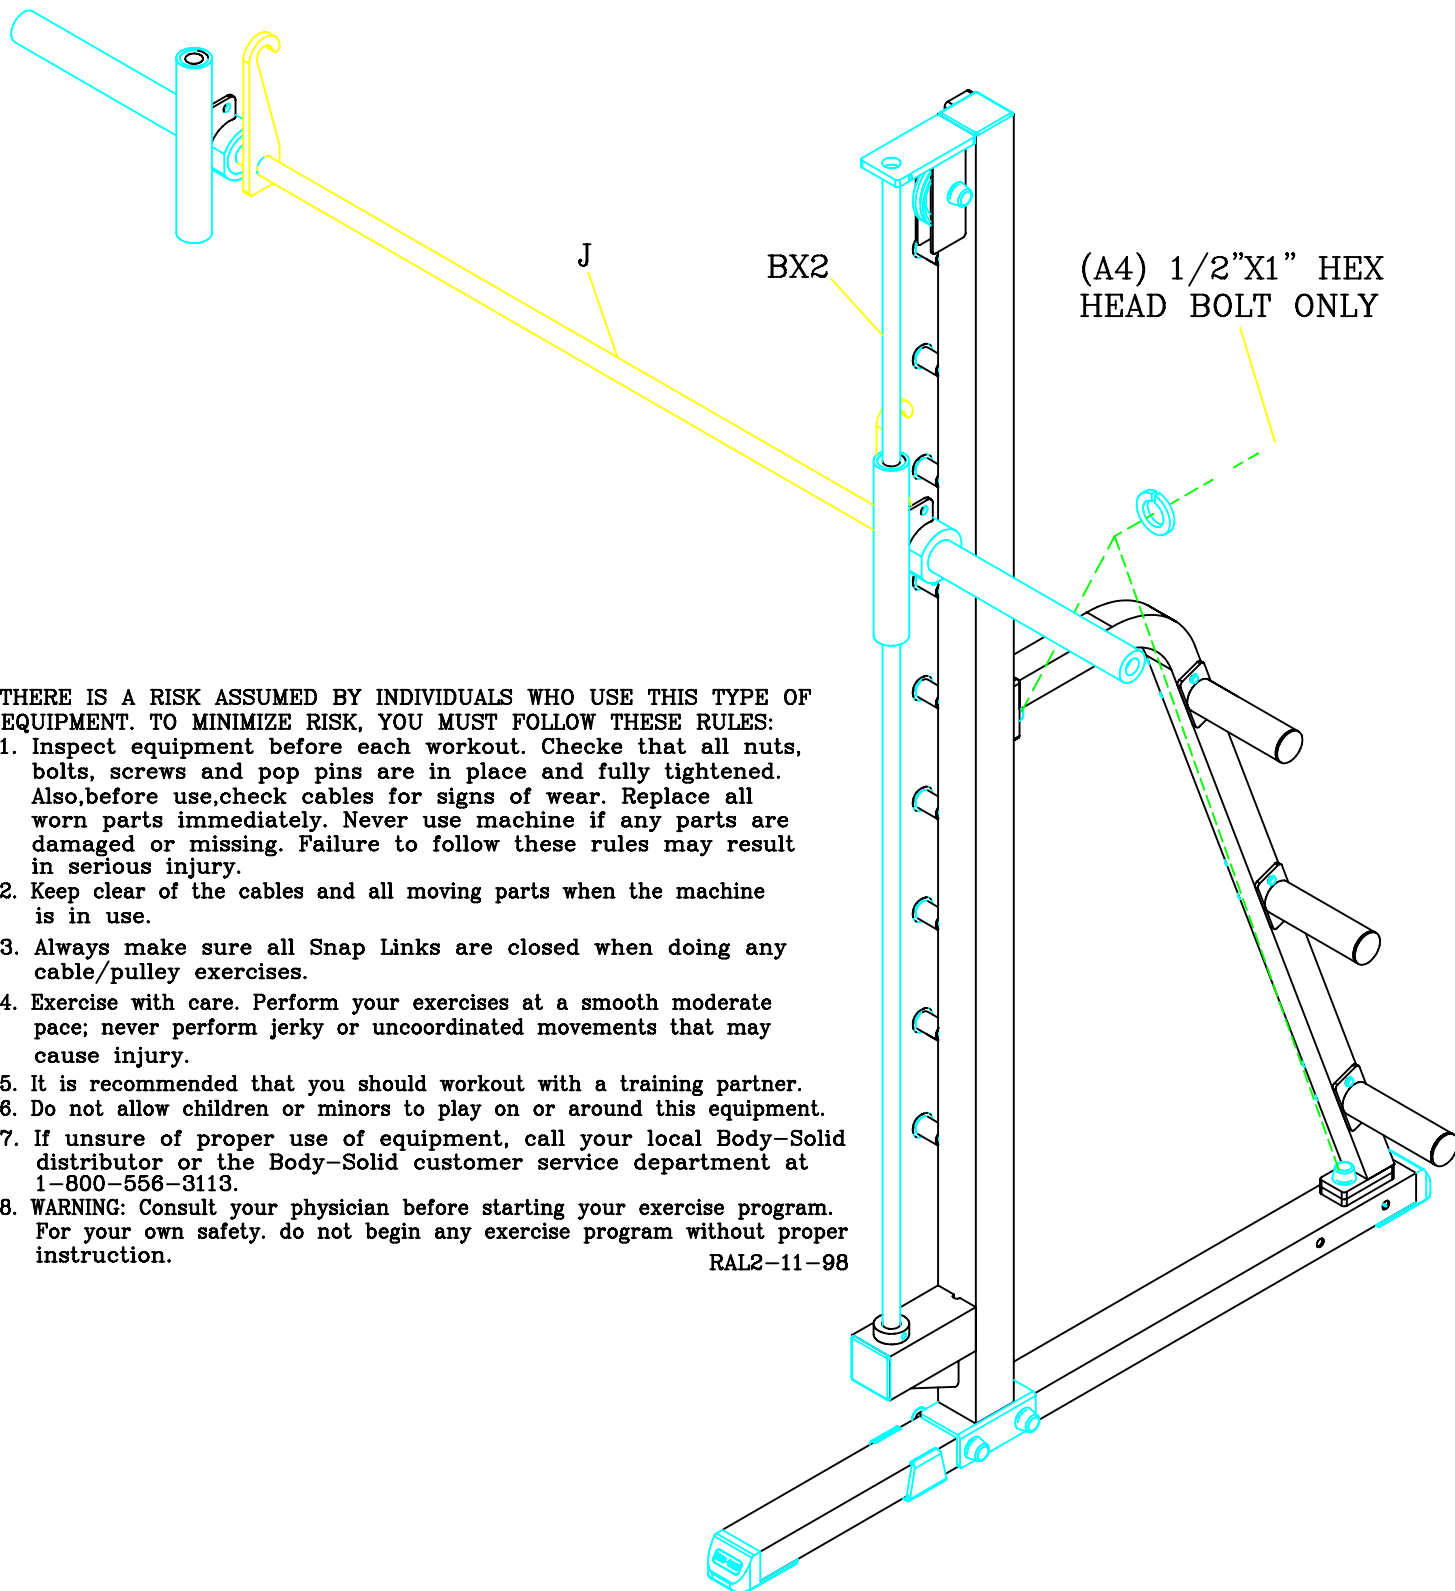 J
BX2
(A4) 1/2”X1” HEX
HEAD BOLT ONLY
THERE IS A RISK ASSUMED BY INDIVIDUALS WHO USE THIS TYPE OF
EQUIPMENT. TO MINIMIZE RISK, YOU MUST FOLLOW THESE RULES:
1. Inspect equipment before each workout. Checke that all nuts,
bolts, screws and pop pins are in place and fully tightened.
Also,before use,check cables for signs of wear. Replace all
worn parts immediately. Never use machine if any parts are
damaged or missing. Failure to follow these rules may result
in serious injury.
2. Keep clear of the cables and all moving parts when the machine
is in use.
3. Always make sure all Snap Links are closed when doing any
cable/pulley exercises.
4. Exercise with care. Perform your exercises at a smooth moderate
pace; never perform jerky or uncoordinated movements that may
cause injury.
5. It is recommended that you should workout with a training partner.
6. Do not allow children or minors to play on or around this equipment.
7. If unsure of proper use of equipment, call your local Body-Solid
distributor or the Body-Solid customer service department at
1-800-556-3113.
8. WARNING: Consult your physician before starting your exercise program.
For your own safety. do not begin any exercise program without proper
instruction.
RAL2-11-98